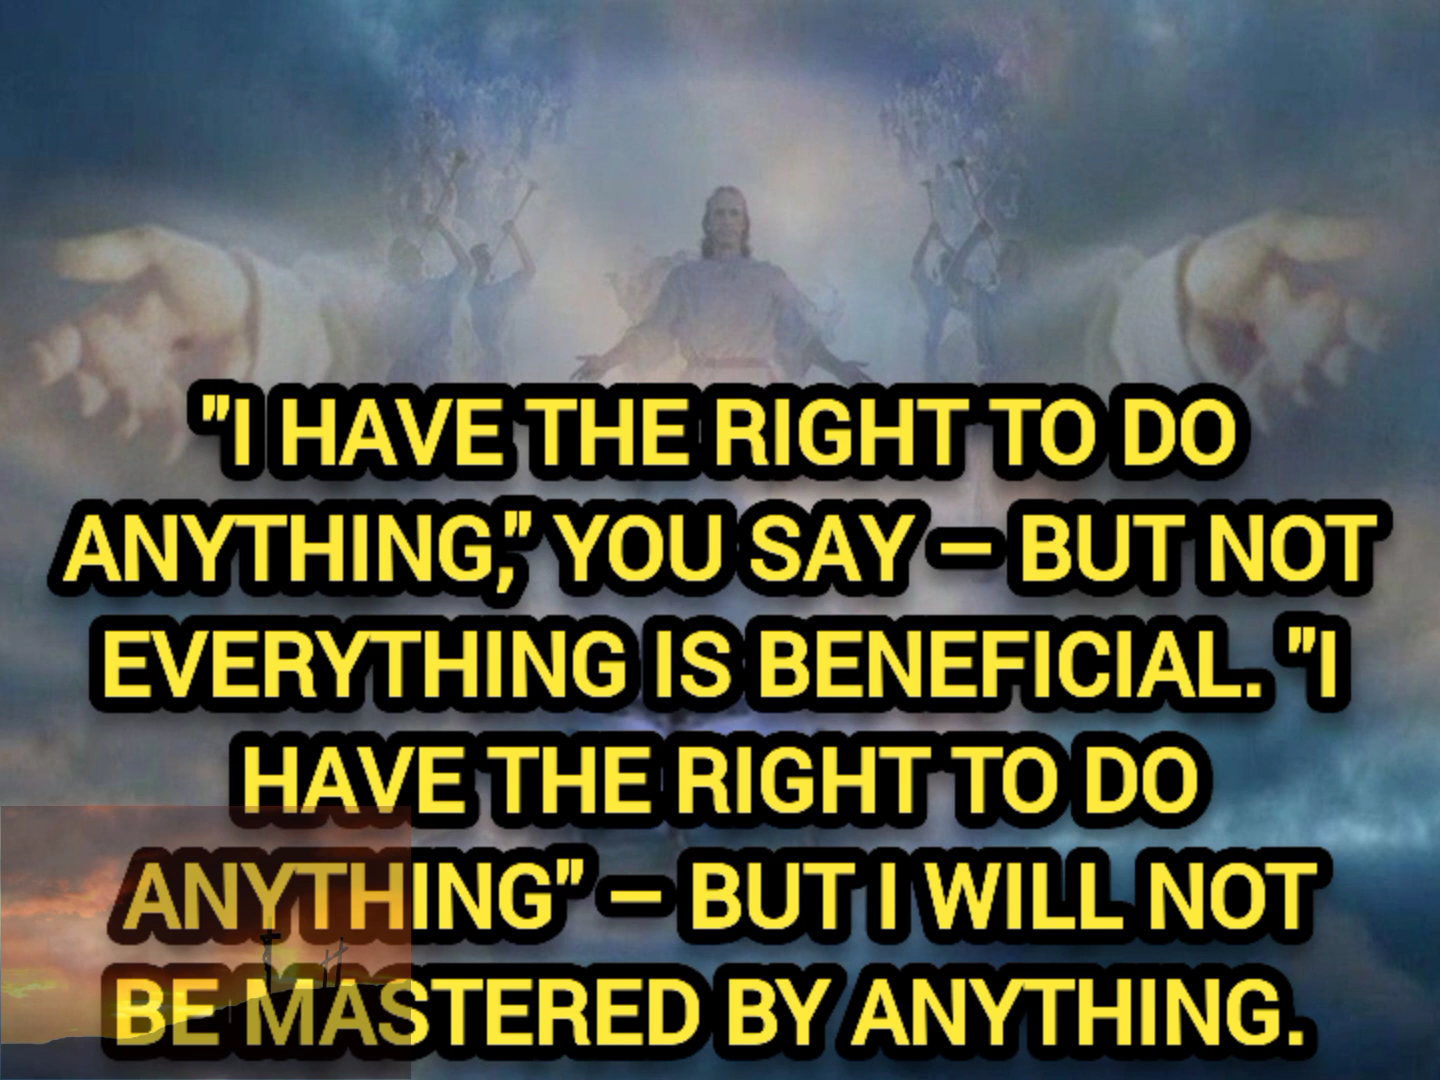 "I HAVE THE RIGHT TO DO
ANYTHING," YOU SAY – BUT NOT
EVERYTHING IS BENEFICIAL. "I
HAVE THE RIGHT TO DO
ANYTHING" – BUT I WILL NOT
BE MASTERED BY ANYTHING.